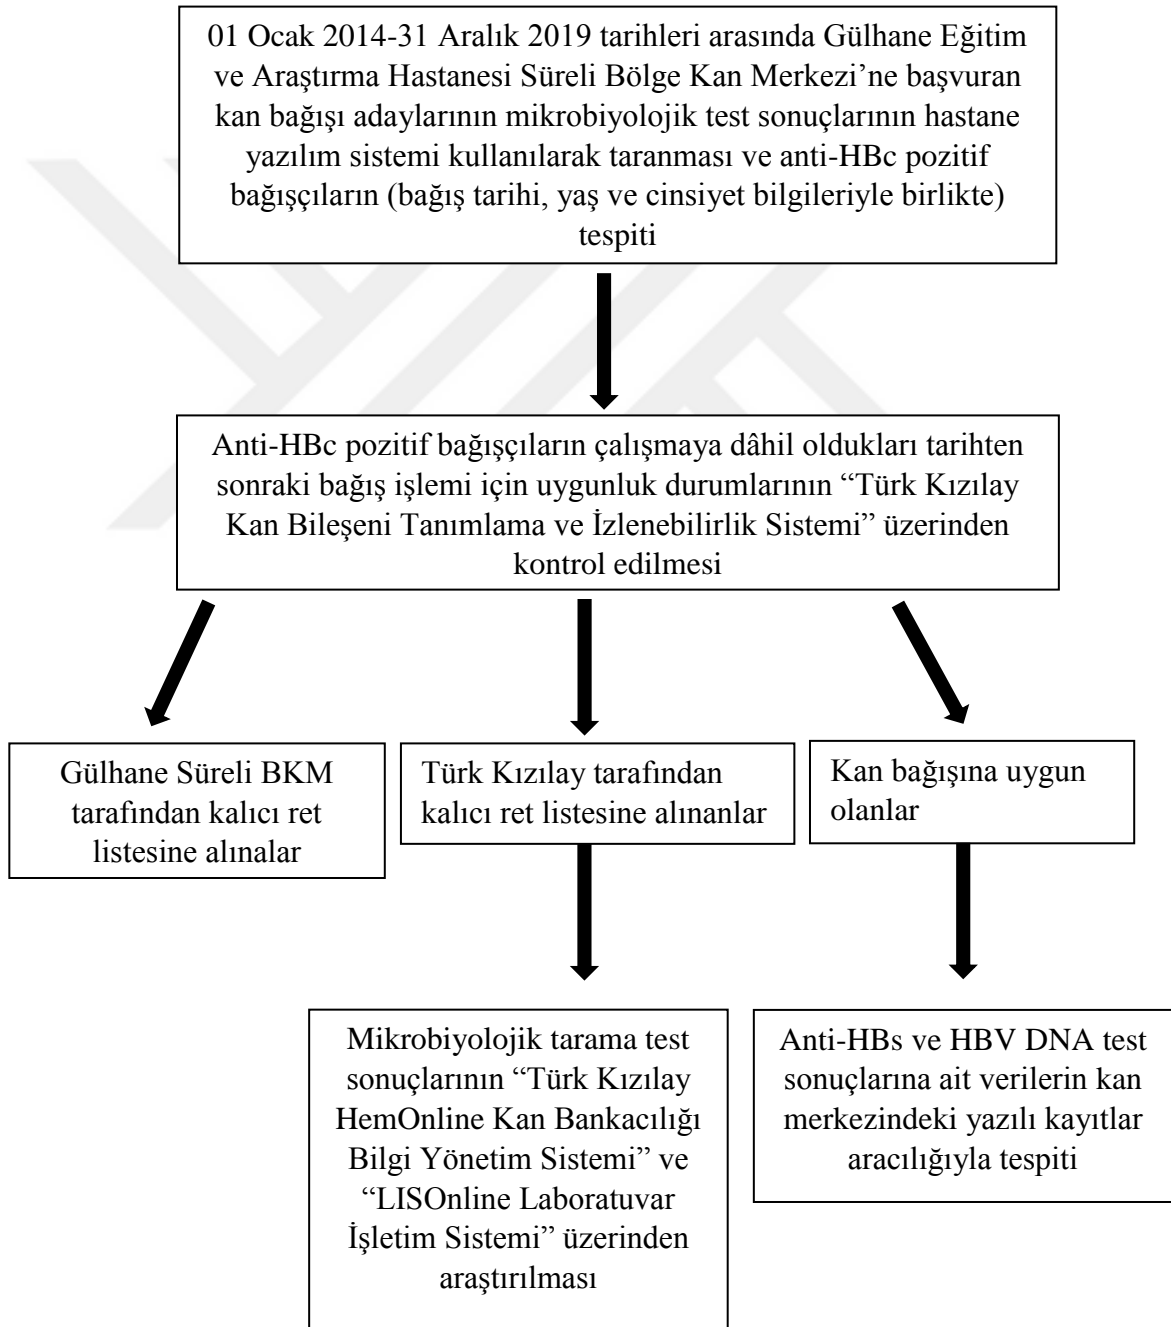 01 Ocak 2014-31 Aralık 2019 tarihleri arasında Gülhane Eğitim
ve Araştırma Hastanesi Süreli Bölge Kan Merkezi’ne başvuran
kan bağışı adaylarının mikrobiyolojik test sonuçlarının hastane
yazılım sistemi kullanılarak taranması ve anti-HBc pozitif
bağışçıların (bağış tarihi, yaş ve cinsiyet bilgileriyle birlikte)
tespiti
Anti-HBc pozitif bağışçıların çalışmaya dâhil oldukları tarihten
sonraki bağış işlemi için uygunluk durumlarının “Türk Kızılay
Kan Bileşeni Tanımlama ve İzlenebilirlik Sistemi” üzerinden
kontrol edilmesi
Gülhane Süreli BKM
tarafından kalıcı ret
listesine alınalar
Türk Kızılay tarafından
kalıcı ret listesine alınanlar
Kan bağışına uygun
olanlar
Mikrobiyolojik tarama test
sonuçlarının “Türk Kızılay
HemOnline Kan Bankacılığı
Bilgi Yönetim Sistemi” ve
“LISOnline Laboratuvar
İşletim Sistemi” üzerinden
araştırılması
Anti-HBs ve HBV DNA test
sonuçlarına ait verilerin kan
merkezindeki yazılı kayıtlar
aracılığıyla tespiti